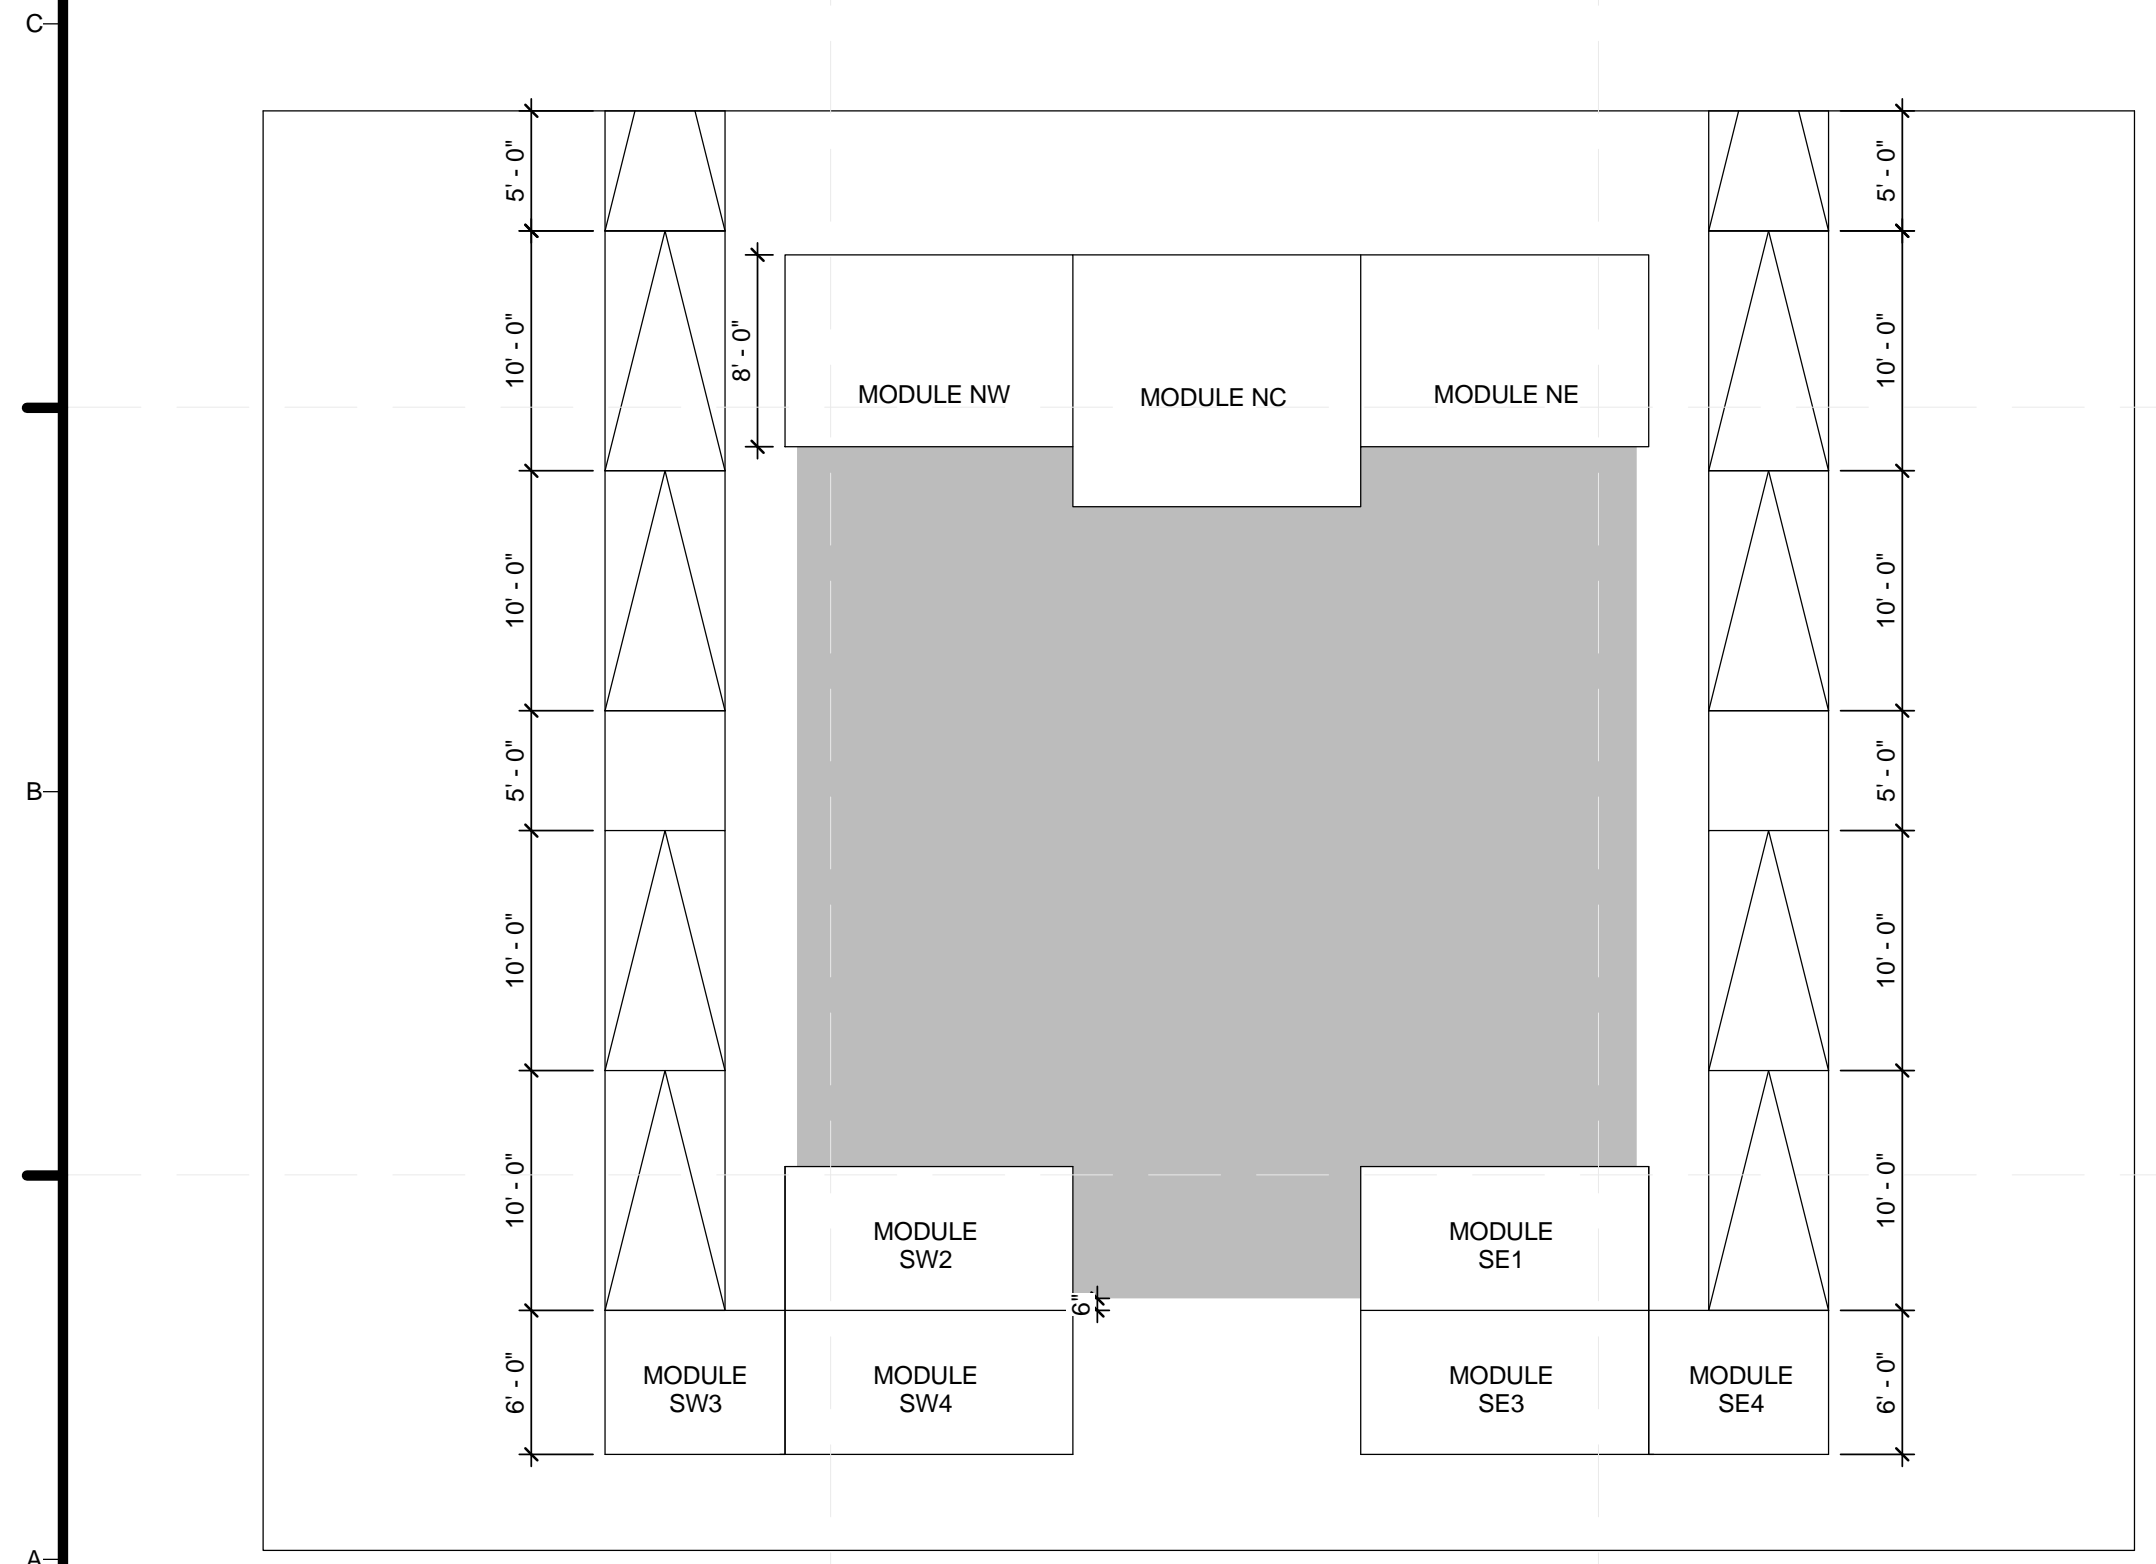 C
5' - 0"
5' - 0"
10' - 0"
8' - 0"
10' - 0"
MODULE NW
MODULE NC
MODULE NE
10' - 0"
10' - 0"
5' - 0"
5' - 0"
B
10' - 0"
10' - 0"
10' - 0"
10' - 0"
MODULE
SW2
MODULE
SE1
6"
6' - 0"
MODULE
SW3
MODULE
SW4
MODULE
SE3
MODULE
SE4
6' - 0"
A